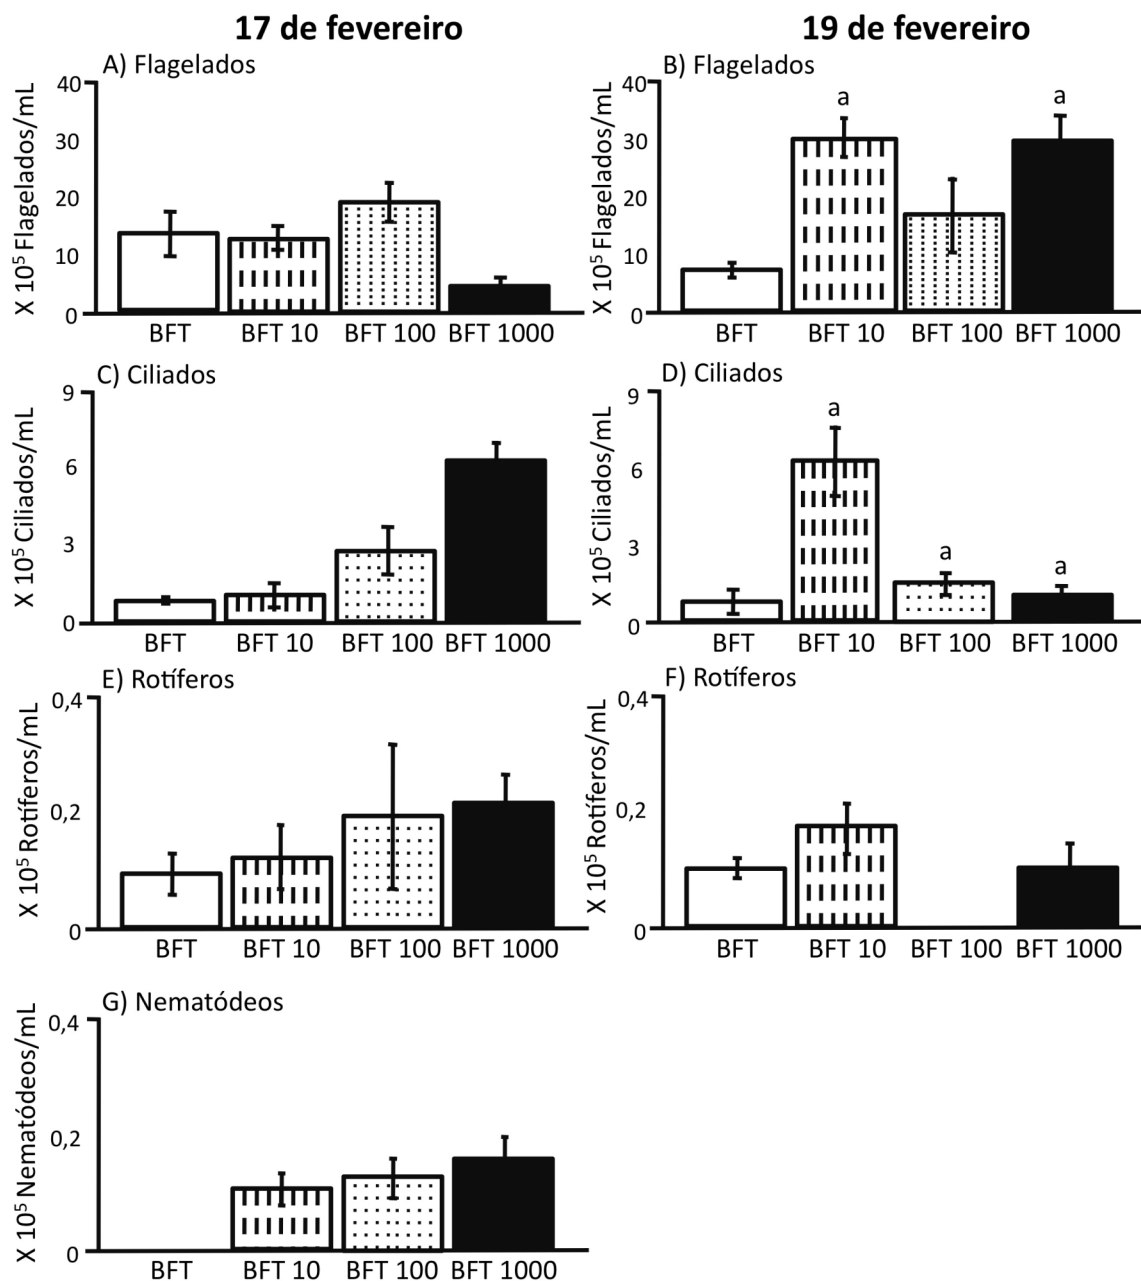 17 de fevereiro
19 de fevereiro
A) Flagelados
X 10⁵ Flagelados/mL
40
30
20
10
0
BFT BFT 10 BFT 100 BFT 1000
B) Flagelados
X 10⁵ Flagelados/mL
40
30
20
10
0
a
a
BFT BFT 10 BFT 100 BFT 1000
C) Ciliados
X 10⁵ Ciliados/mL
9
6
3
0
BFT BFT 10 BFT 100 BFT 1000
D) Ciliados
X 10⁵ Ciliados/mL
9
6
3
0
a
a
a
BFT BFT 10 BFT 100 BFT 1000
E) Rotíferos
X 10⁵ Rotíferos/mL
0,4
0,2
0
BFT BFT 10 BFT 100 BFT 1000
F) Rotíferos
X 10⁵ Rotíferos/mL
0,4
0,2
0
BFT BFT 10 BFT 100 BFT 1000
G) Nematódeos
X 10⁵ Nematódeos/mL
0,4
0,2
0
BFT BFT 10 BFT 100 BFT 1000